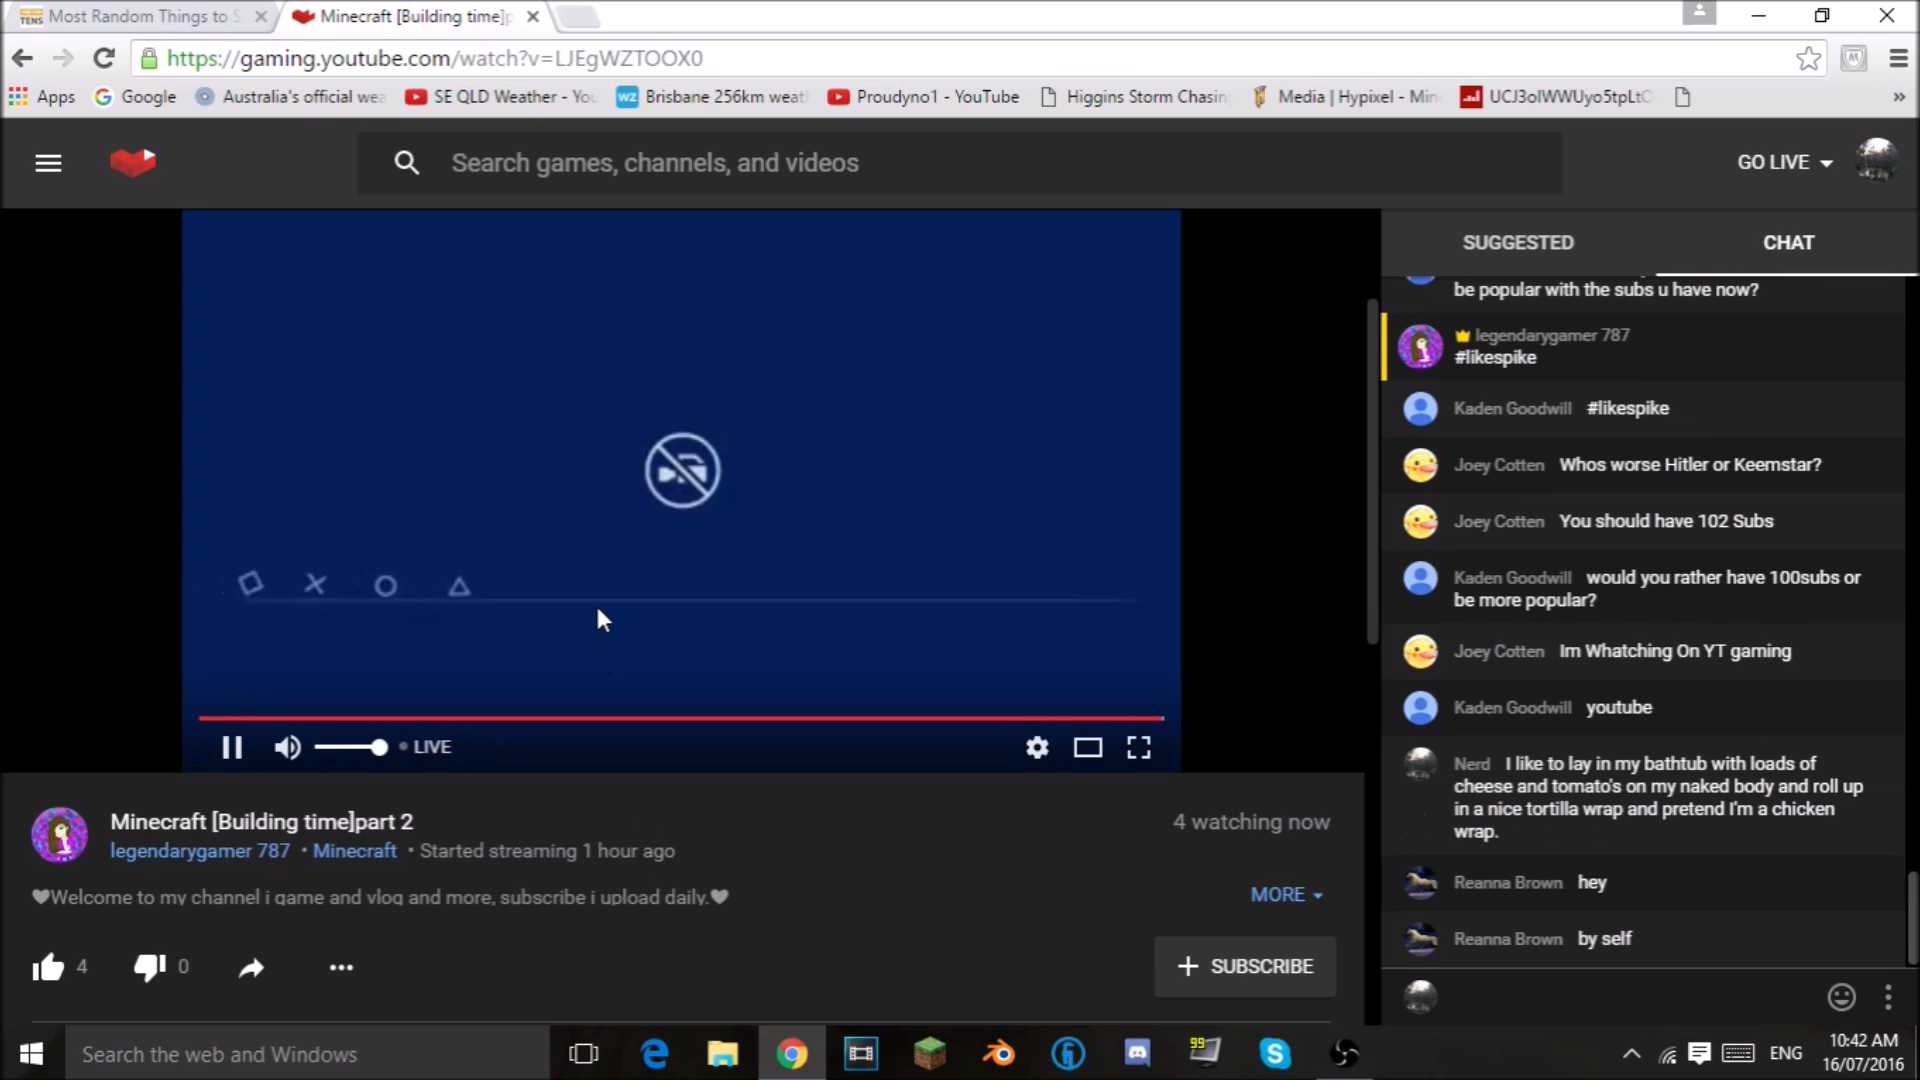 TENS Most Random Things to S
Minecraft [Building time]p
https://gaming.youtube.com/watch?v=LJEgWZTOOX0
Apps Google Australia's official wea SE QLD Weather - You WZ Brisbane 256km weat Proudyno1 - YouTube Higgins Storm Chasin Media | Hypixel - Min UCJ3olWWUyo5tpLtC »
Search games, channels, and videos
GO LIVE
SUGGESTED CHAT
be popular with the subs u have now?
legendarygamer 787
#likespike
Kaden Goodwill #likespike
Joey Cotten Whos worse Hitler or Keemstar?
Joey Cotten You should have 102 Subs
Kaden Goodwill would you rather have 100subs or
be more popular?
Joey Cotten Im Whatching On YT gaming
Kaden Goodwill youtube
Nerd I like to lay in my bathtub with loads of
cheese and tomato's on my naked body and roll up
in a nice tortilla wrap and pretend I'm a chicken
wrap.
Reanna Brown hey
Reanna Brown by self
• LIVE
Minecraft [Building time]part 2
4 watching now
legendarygamer 787 • Minecraft • Started streaming 1 hour ago
♥Welcome to my channel i game and vlog and more, subscribe i upload daily.♥
MORE
4 0
+ SUBSCRIBE
Search the web and Windows
99
ENG
10:42 AM
16/07/2016